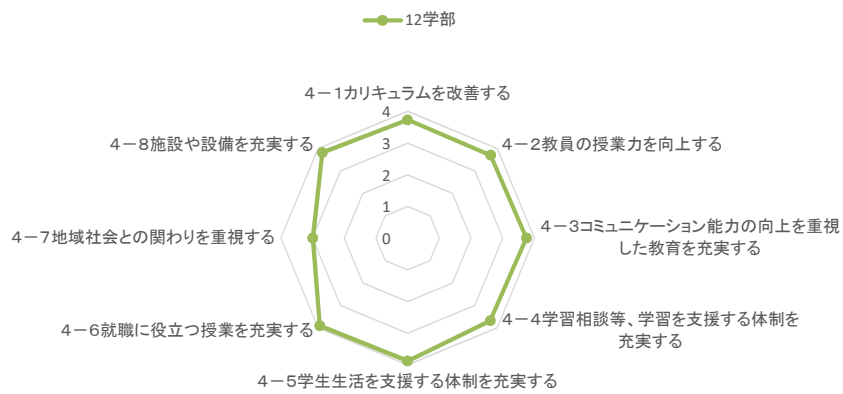 12学部
4－1カリキュラムを改善する
4－2教員の授業力を向上する
4－3コミュニケーション能力の向上を重視
した教育を充実する
4－4学習相談等、学習を支援する体制を
充実する
4－5学生生活を支援する体制を充実する
4－6就職に役立つ授業を充実する
4－7地域社会との関わりを重視する
4－8施設や設備を充実する
4
3
2
1
0